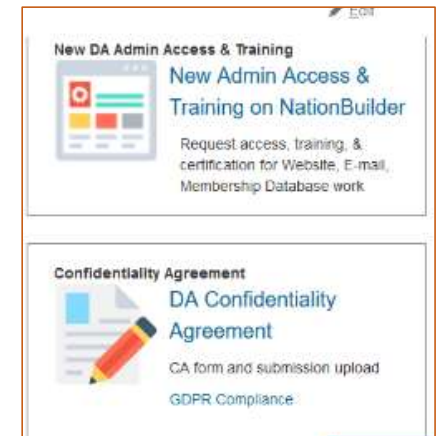 Edit
New DA Admin Access & Training
New Admin Access &
Training on NationBuilder
Request access, training, &
certification for Website, E-mail,
Membership Database work
Confidentiality Agreement
DA Confidentiality
Agreement
CA form and submission upload
GDPR Compliance